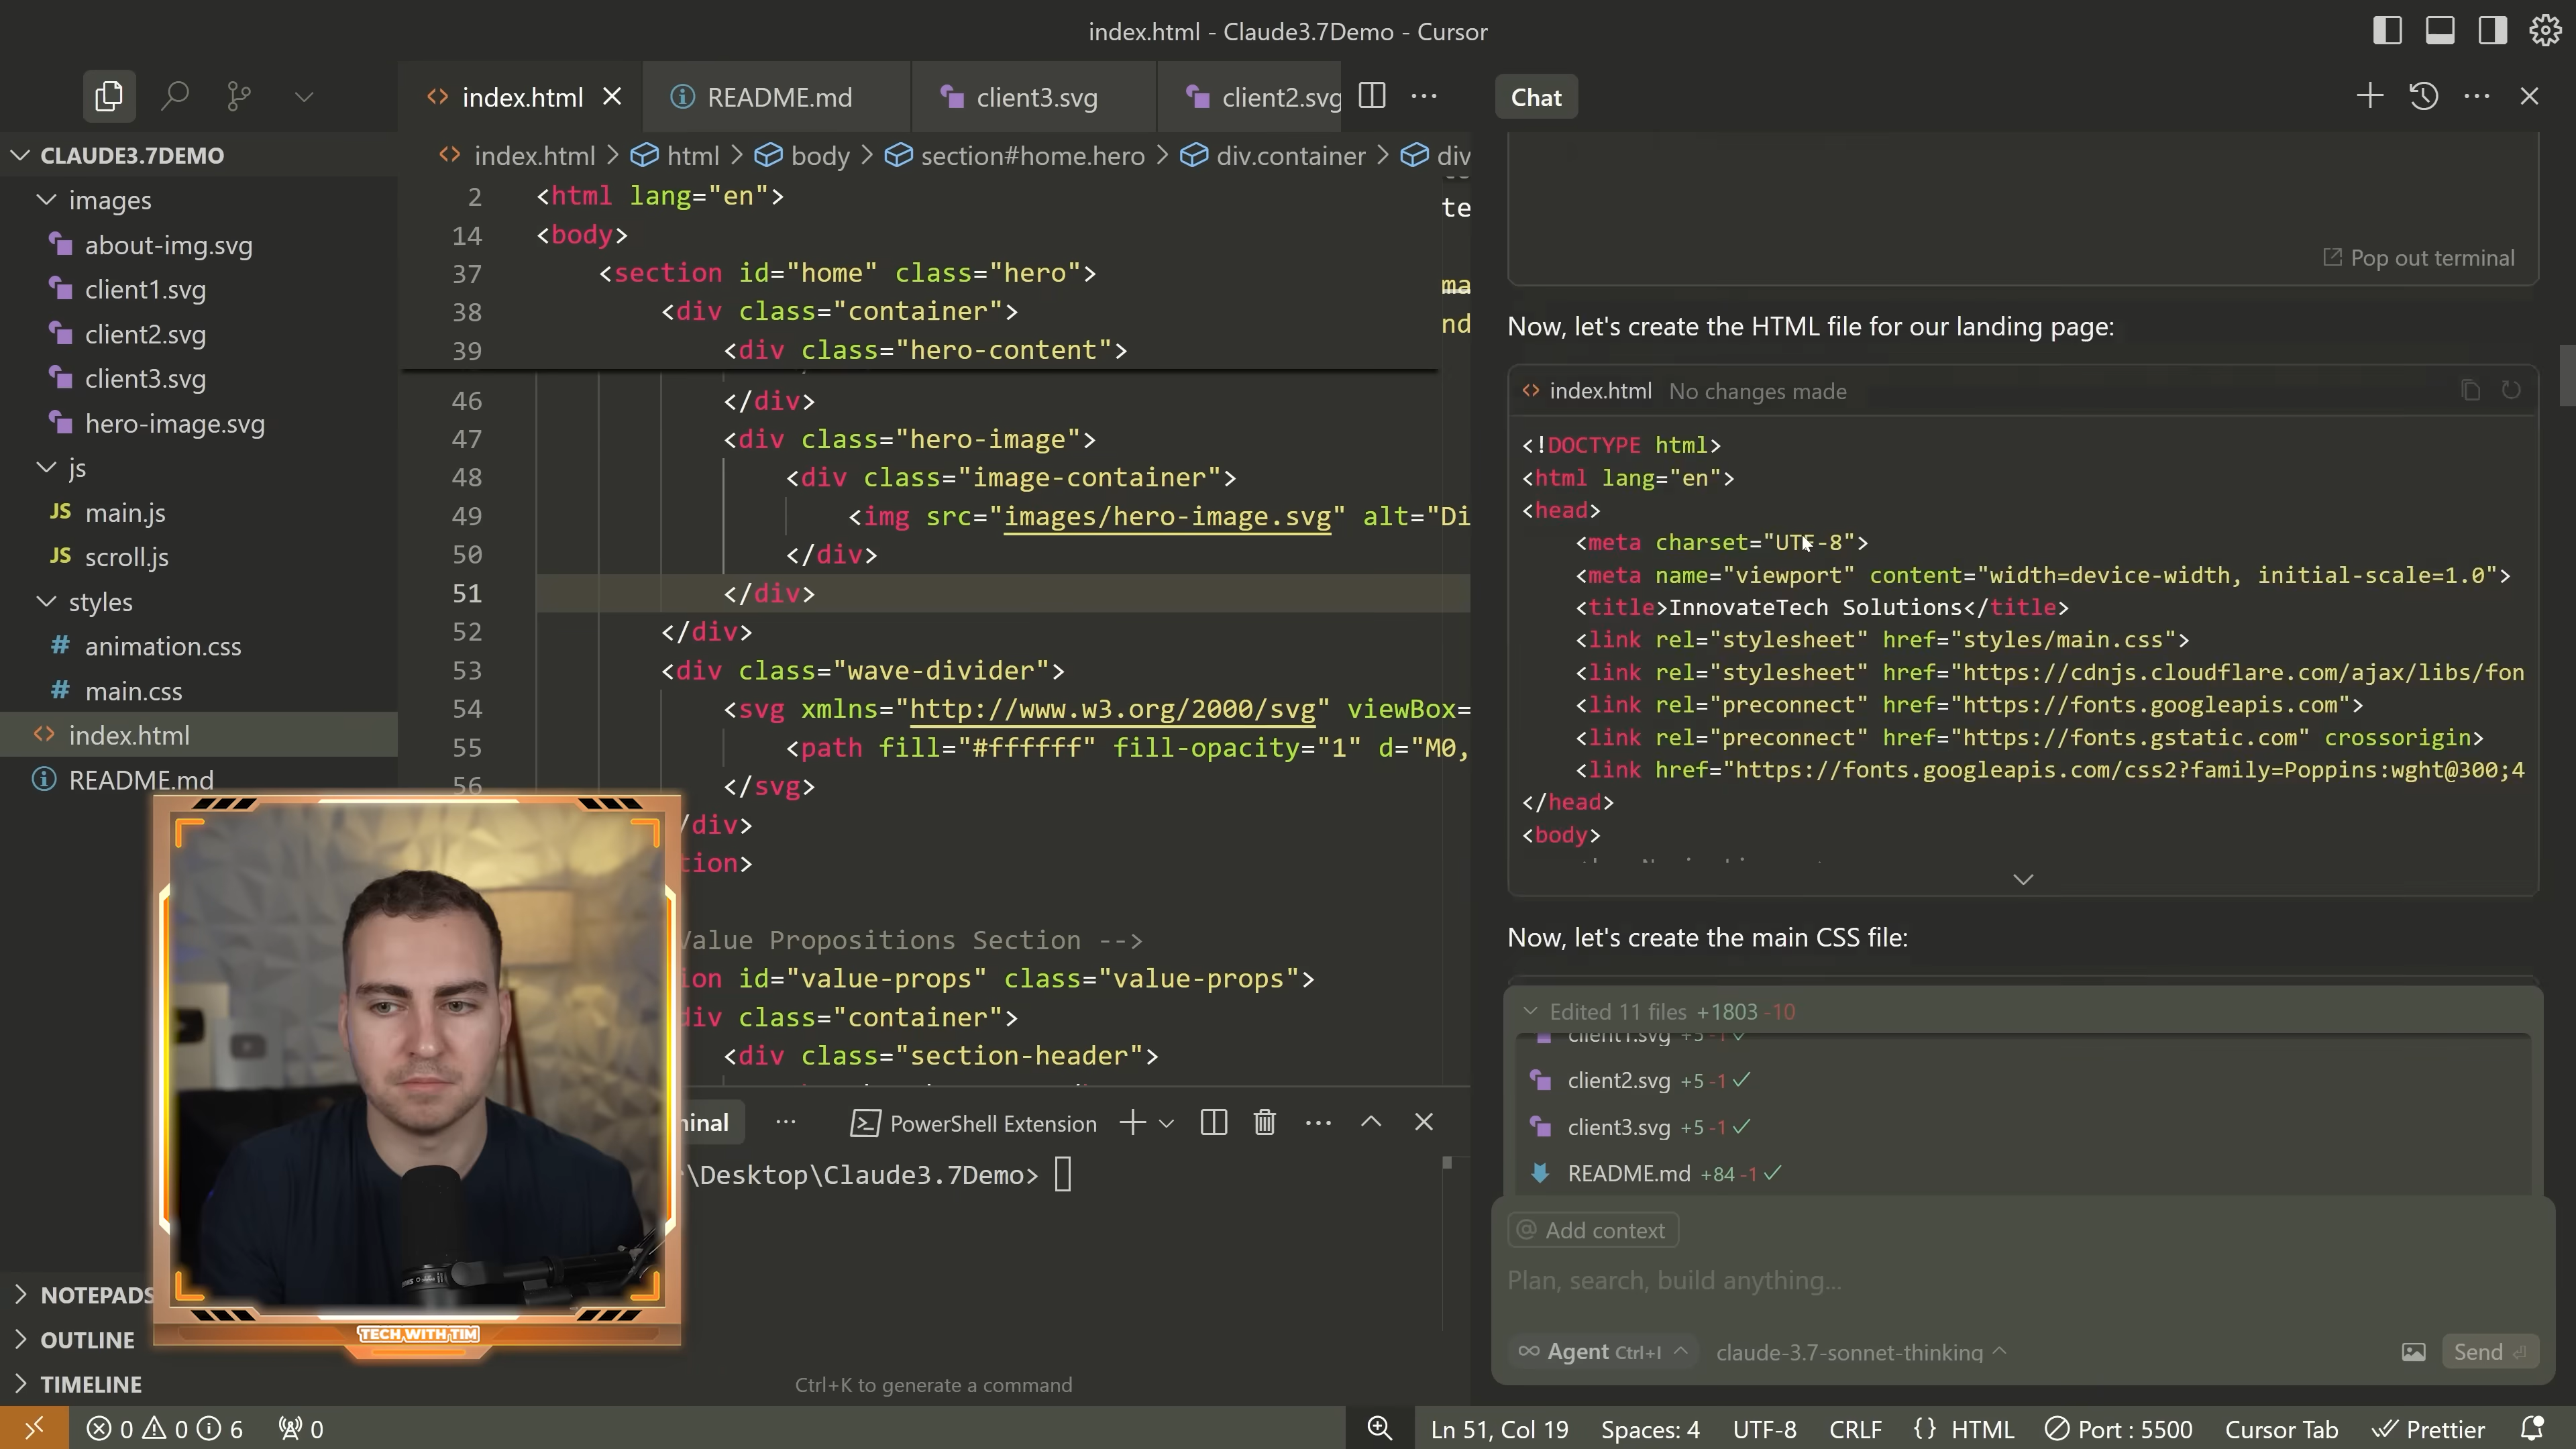 index.html - Claude3.7Demo - Cursor
index.html
README.md
client3.svg
client2.svg
Chat
CLAUDE3.7DEMO
images
about-img.svg
client1.svg
client2.svg
client3.svg
hero-image.svg
js
JS main.js
JS scroll.js
styles
# animation.css
# main.css
index.html
README.md
NOTEPADS
OUTLINE
TIMELINE
index.html > html > body > section#home.hero > div.container > div
2 <html lang="en">
14 <body>
37 <section id="home" class="hero">
38 <div class="container">
39 <div class="hero-content">
46 </div>
47 <div class="hero-image">
48 <div class="image-container">
49 <img src="images/hero-image.svg" alt="Di
50 </div>
51 </div>
52 </div>
53 <div class="wave-divider">
54 <svg xmlns="http://www.w3.org/2000/svg" viewBox=
55 <path fill="#ffffff" fill-opacity="1" d="M0,
56 </svg>
/div>
tion>
Value Propositions Section -->
ion id="value-props" class="value-props">
div class="container">
<div class="section-header">
te
ma
nd
inal
PowerShell Extension
\Desktop\Claude3.7Demo>
Ctrl+K to generate a command
TECH WITH TIM
Pop out terminal
Now, let's create the HTML file for our landing page:
index.html No changes made
<!DOCTYPE html>
<html lang="en">
<head>
<meta charset="UTF-8">
<meta name="viewport" content="width=device-width, initial-scale=1.0">
<title>InnovateTech Solutions</title>
<link rel="stylesheet" href="styles/main.css">
<link rel="stylesheet" href="https://cdnjs.cloudflare.com/ajax/libs/fon
<link rel="preconnect" href="https://fonts.googleapis.com">
<link rel="preconnect" href="https://fonts.gstatic.com" crossorigin>
<link href="https://fonts.googleapis.com/css2?family=Poppins:wght@300;4
</head>
<body>
Now, let's create the main CSS file:
Edited 11 files +1803 -10
client1.svg +5 -1
client2.svg +5 -1
client3.svg +5 -1
README.md +84 -1
@ Add context
Plan, search, build anything...
Agent Ctrl+I
claude-3.7-sonnet-thinking
Send
0 0 6 0
Ln 51, Col 19
Spaces: 4
UTF-8
CRLF
{} HTML
Port : 5500
Cursor Tab
Prettier